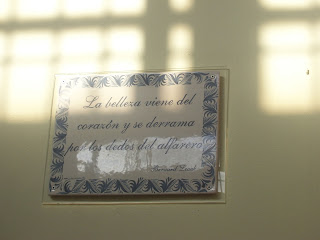 La belleza viene del
corazón y se derrama
por los dedos del alfarero